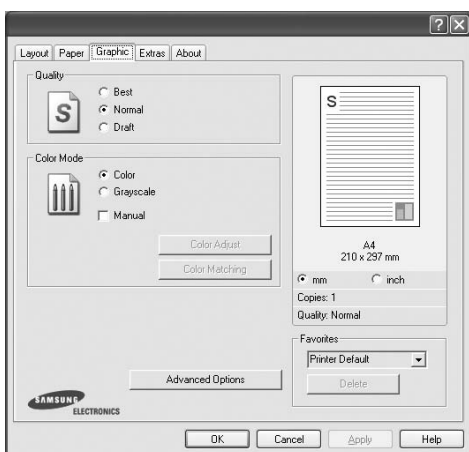 Layout Paper Graphic Extras About
Quality
S
Best
Normal
Draft
Color Mode
Color
Grayscale
Manual
Color Adjust
Color Matching
Advanced Options
SAMSUNG
ELECTRONICS
S
A4
210 x 297 mm
mm inch
Copies: 1
Quality: Normal
Favorites
Printer Default
Delete
OK Cancel Apply Help